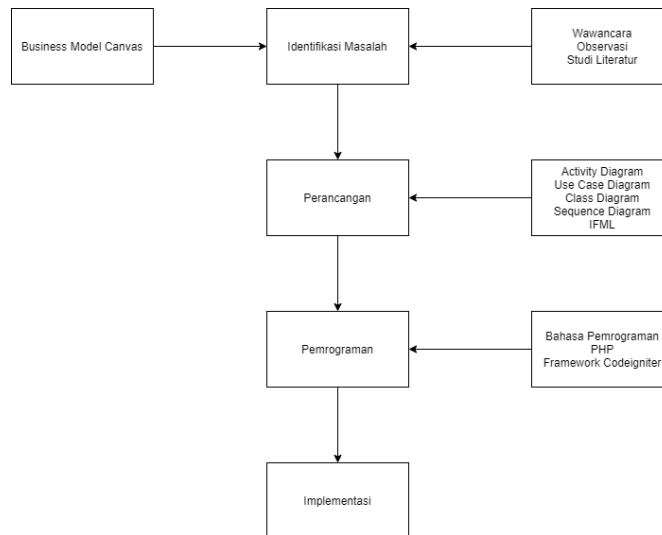 Business Model Canvas
Identifikasi Masalah
Wawancara
Observasi
Studi Literatur
Perancangan
Activity Diagram
Use Case Diagram
Class Diagram
Sequence Diagram
IFML
Pemrograman
Bahasa Pemrograman
PHP
Framework Codeigniter
Implementasi